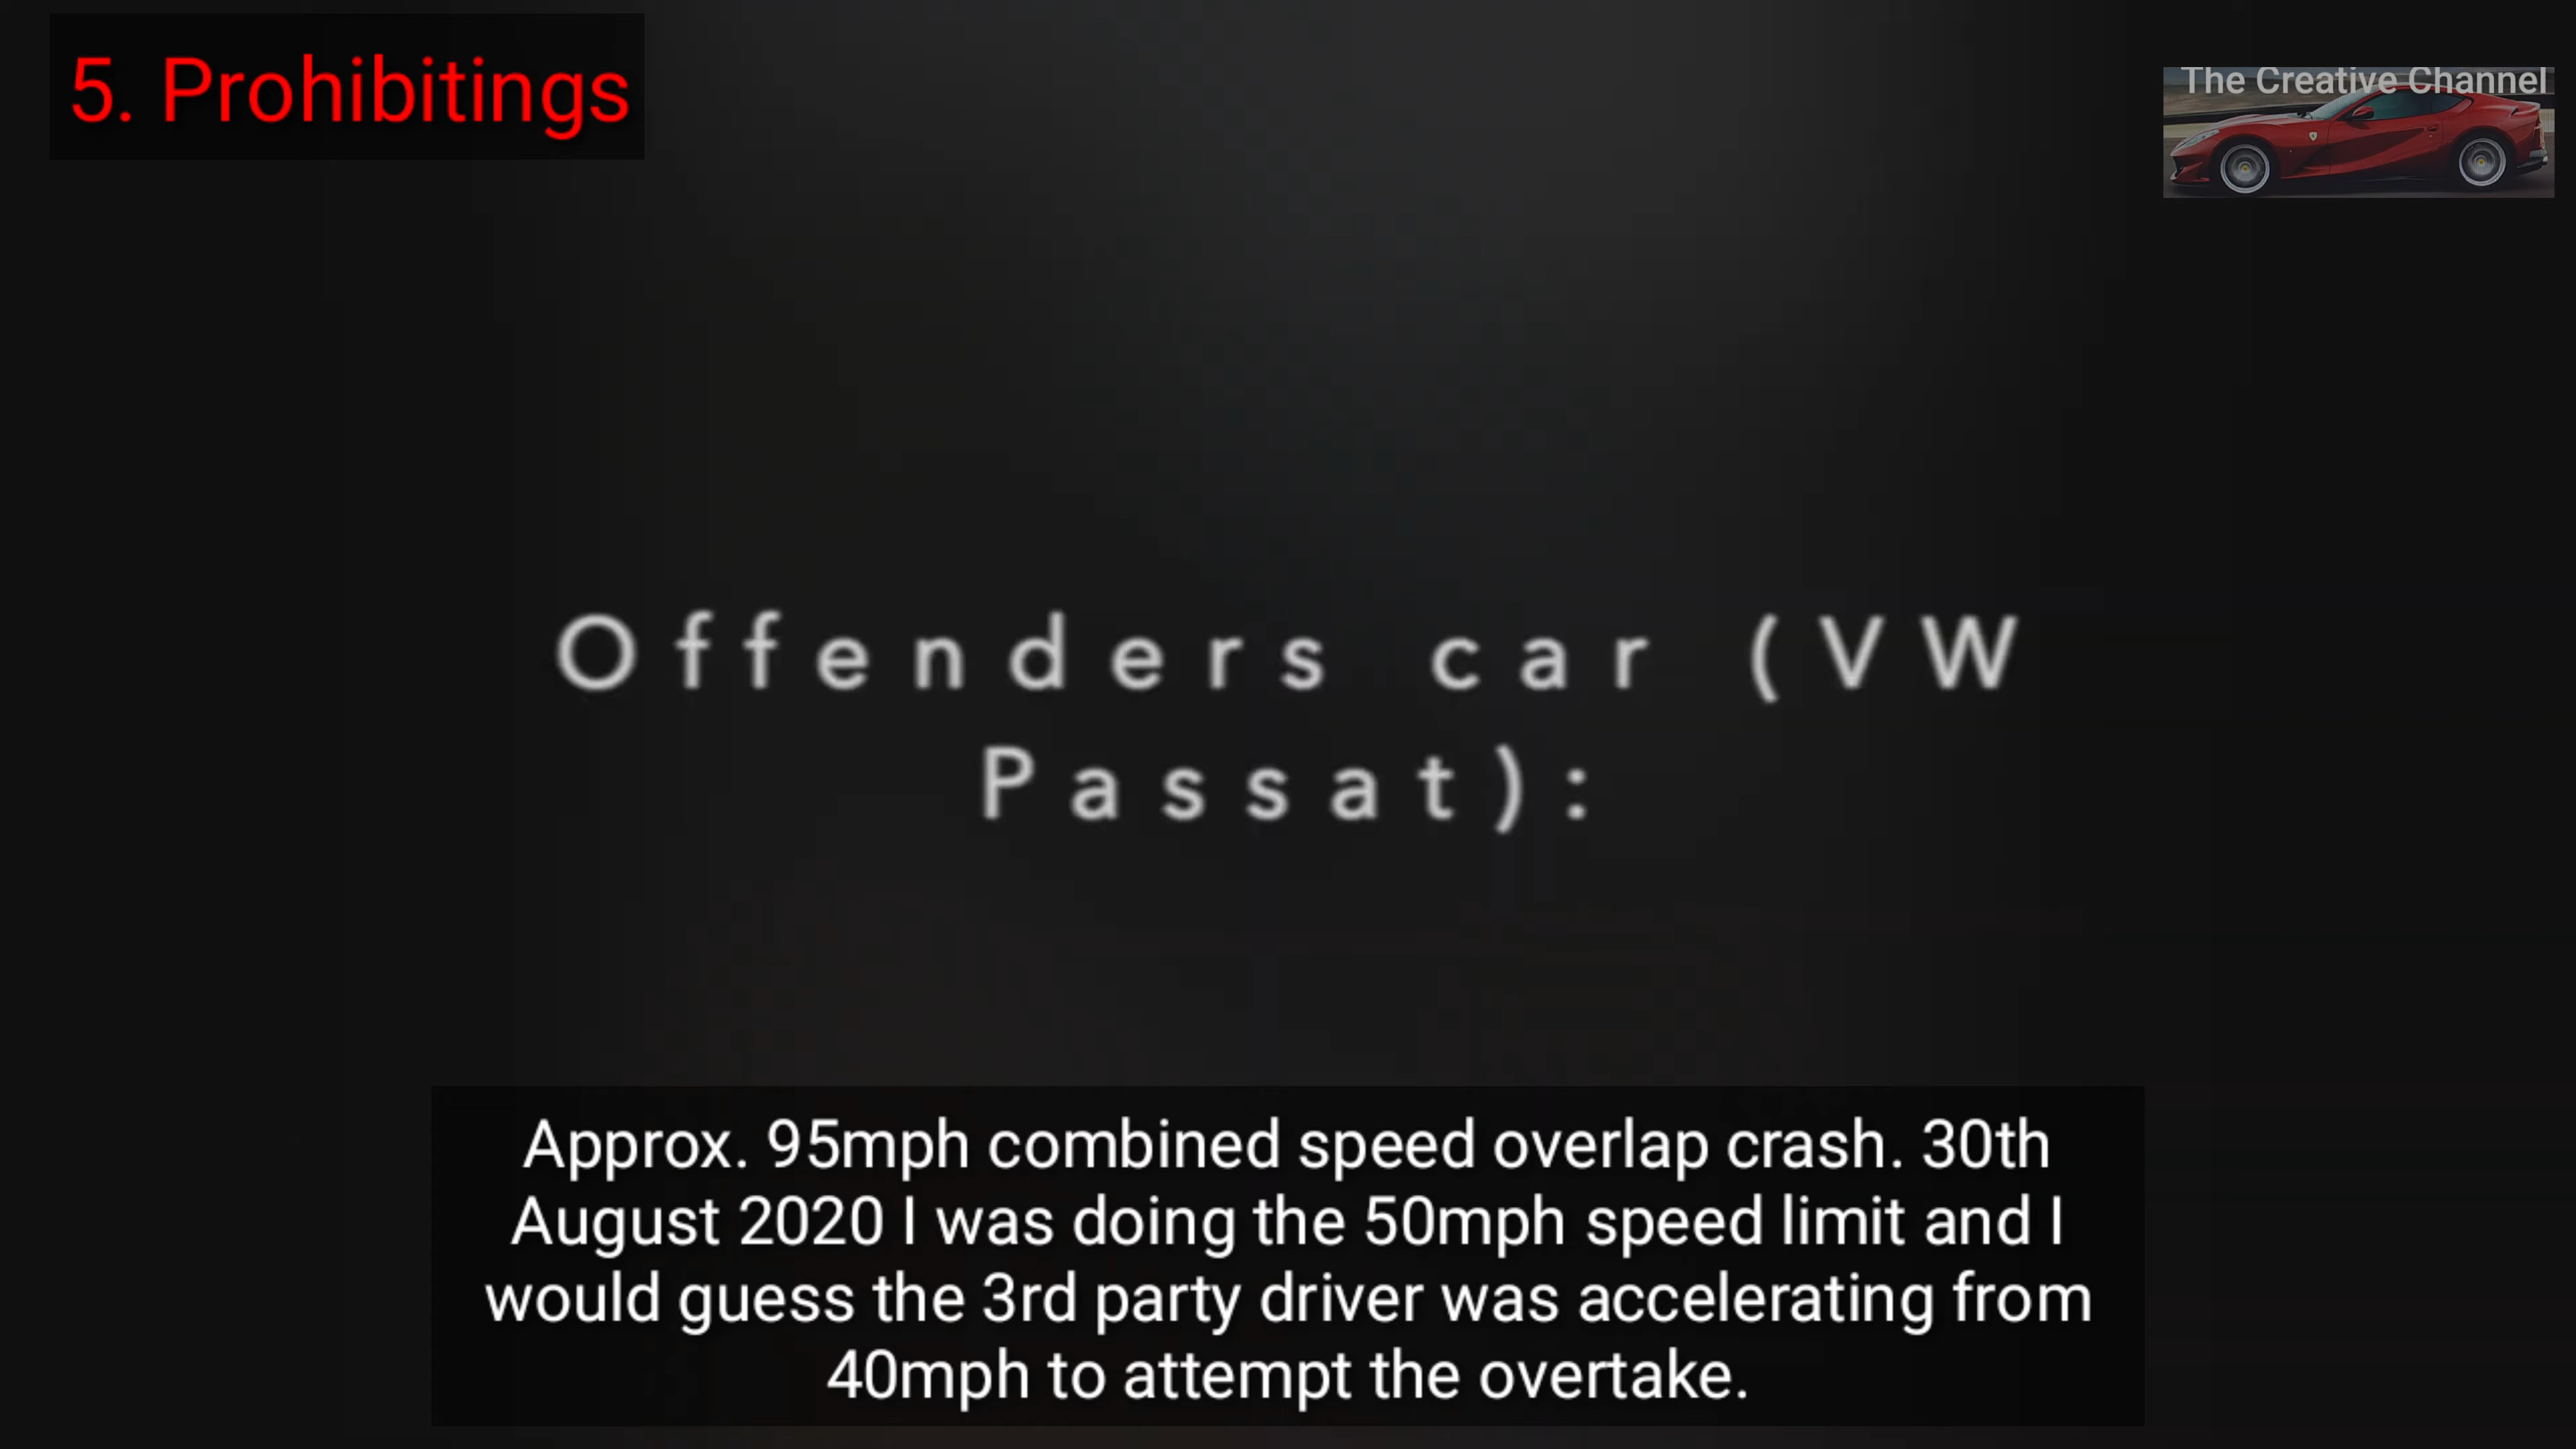 5. Prohibitings
The Creative Channel
Offenders car (VW
Passat):
Approx. 95mph combined speed overlap crash. 30th
August 2020 I was doing the 50mph speed limit and I
would guess the 3rd party driver was accelerating from
40mph to attempt the overtake.